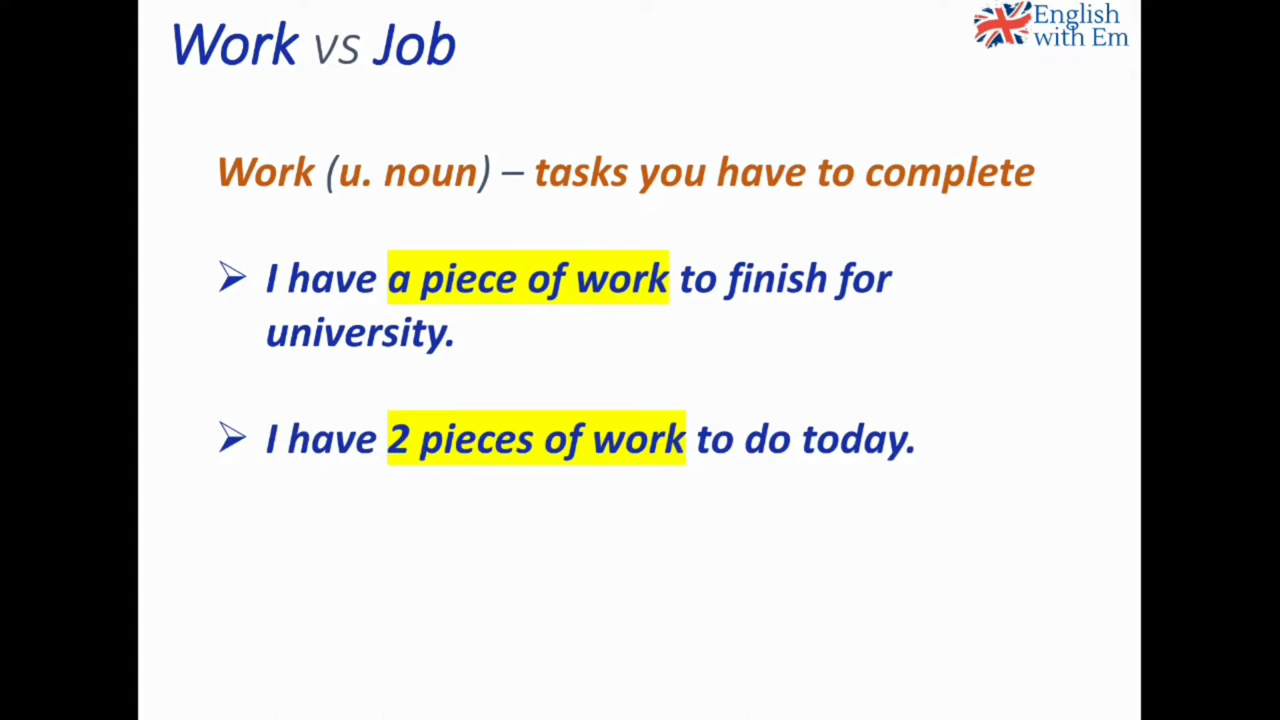 Work vs Job
English
with Em
Work (u. noun) – tasks you have to complete
➢ I have a piece of work to finish for
university.
➢ I have 2 pieces of work to do today.